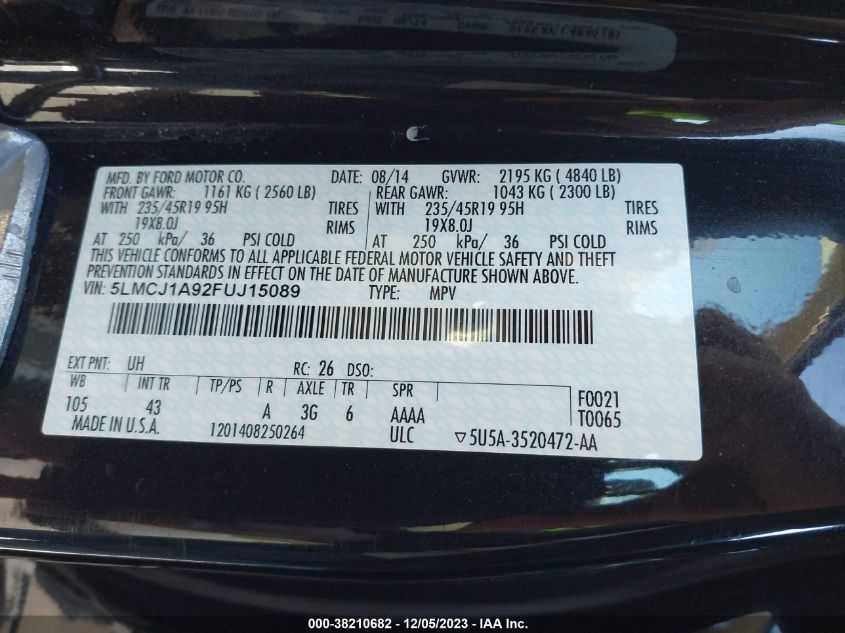 MFD. BY FORD MOTOR CO. DATE: 08/14 GVWR: 2195 KG ( 4840 LB)
FRONT GAWR: 1161 KG ( 2560 LB) REAR GAWR: 1043 KG ( 2300 LB)
WITH 235/45R19 95H TIRES WITH 235/45R19 95H TIRES
19X8.0J RIMS 19X8.0J RIMS
AT 250 kPa/ 36 PSI COLD AT 250 kPa/ 36 PSI COLD
THIS VEHICLE CONFORMS TO ALL APPLICABLE FEDERAL MOTOR VEHICLE SAFETY AND THEFT
PREVENTION STANDARDS IN EFFECT ON THE DATE OF MANUFACTURE SHOWN ABOVE.
VIN: 5LMCJ1A92FUJ15089 TYPE: MPV
EXT PNT: UH RC: 26 DSO:
WB INT TR TP/PS R AXLE TR SPR F0021
105 43 A 3G 6 AAAA T0065
MADE IN U.S.A. 1201408250264 ULC ▽5U5A-3520472-AA
000-38210682 - 12/05/2023 - IAA Inc.